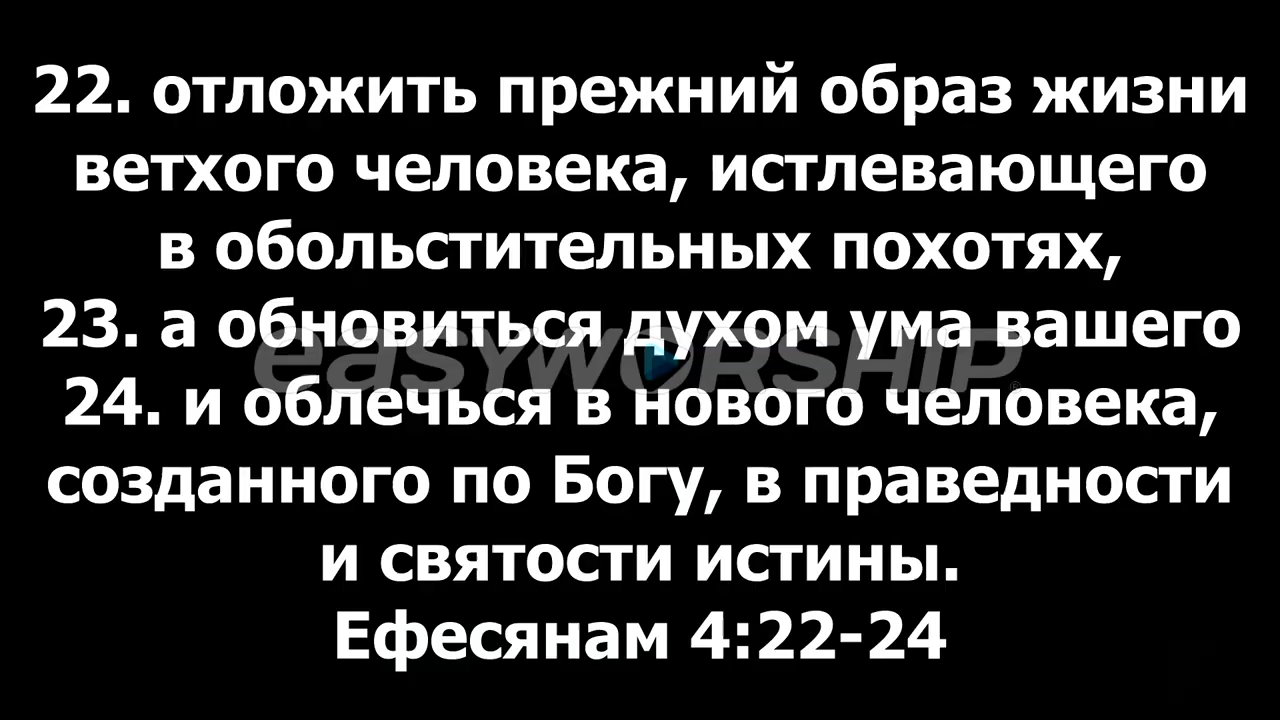 22. отложить прежний образ жизни
ветхого человека, истлевающего
в обольстительных похотях,
23. а обновиться духом ума вашего
easyWORSHIP®
24. и облечься в нового человека,
созданного по Богу, в праведности
и святости истины.
Ефесянам 4:22-24